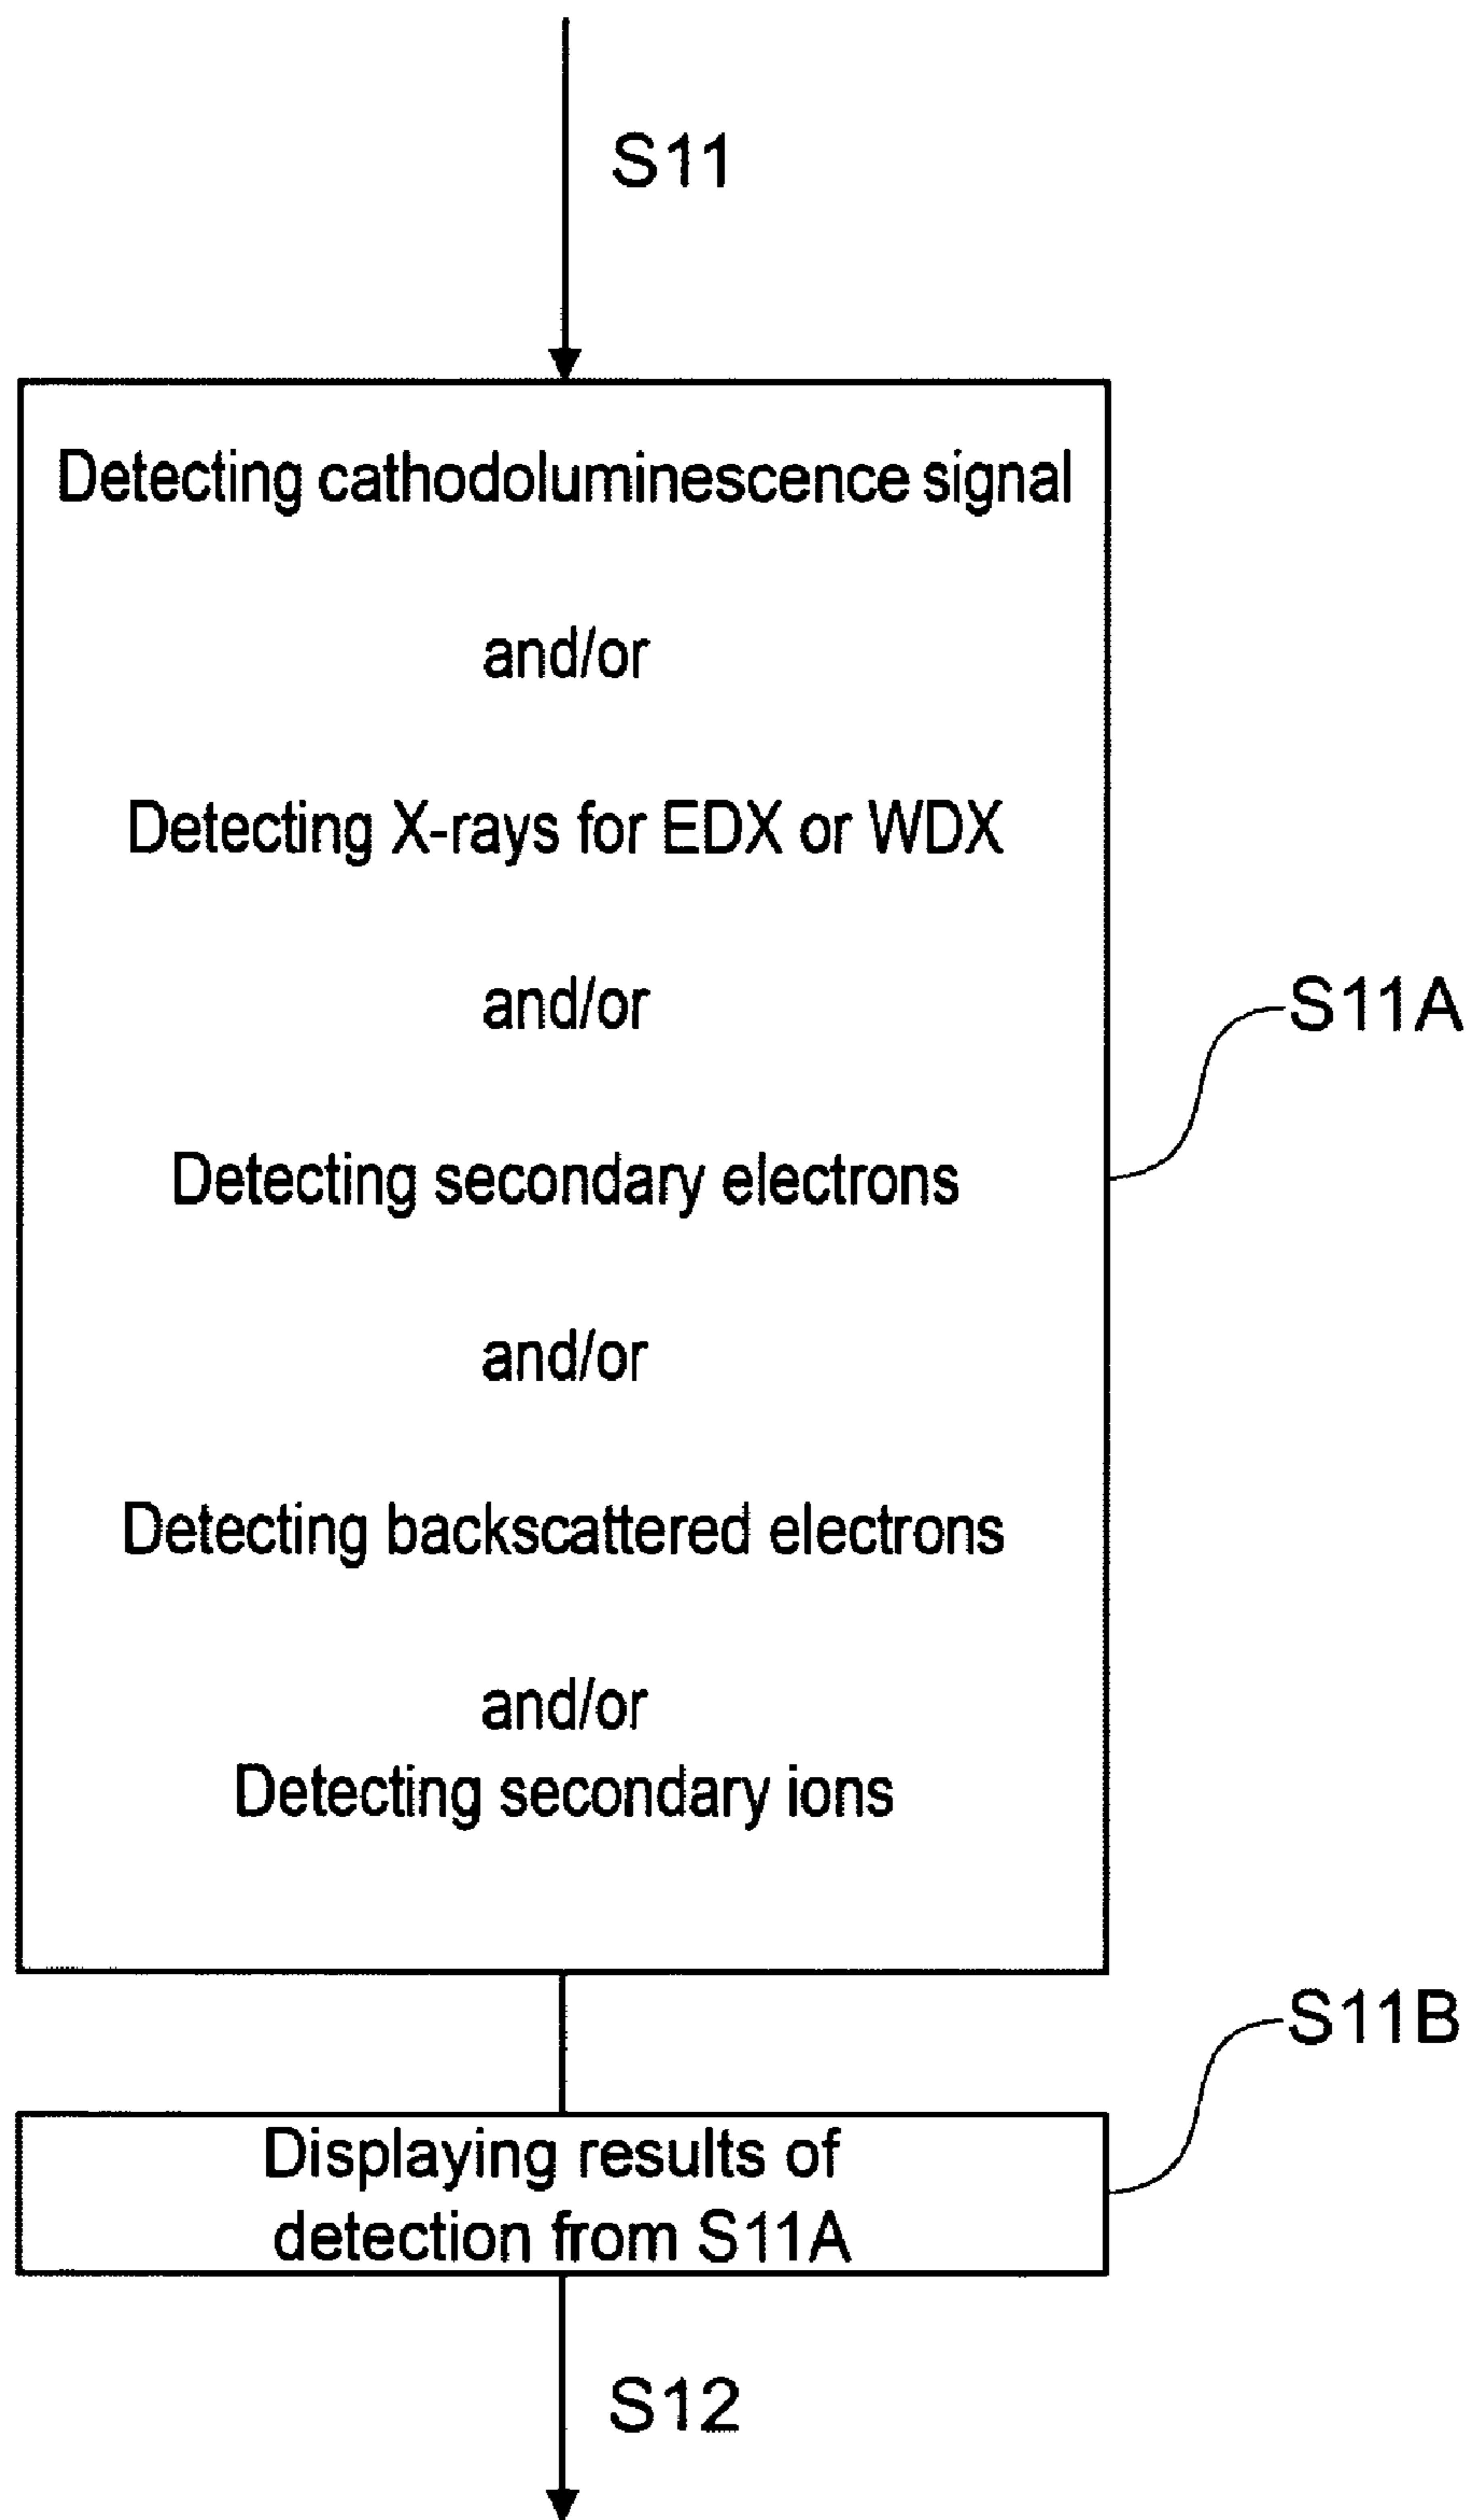 S11
Detecting cathodoluminescence signal
and/or
Detecting X-rays for EDX or WDX
and/or
S11A
Detecting secondary electrons
and/or
Detecting backscattered electrons
and/or
Detecting secondary ions
S11B
Displaying results of
detection from S11A
S12